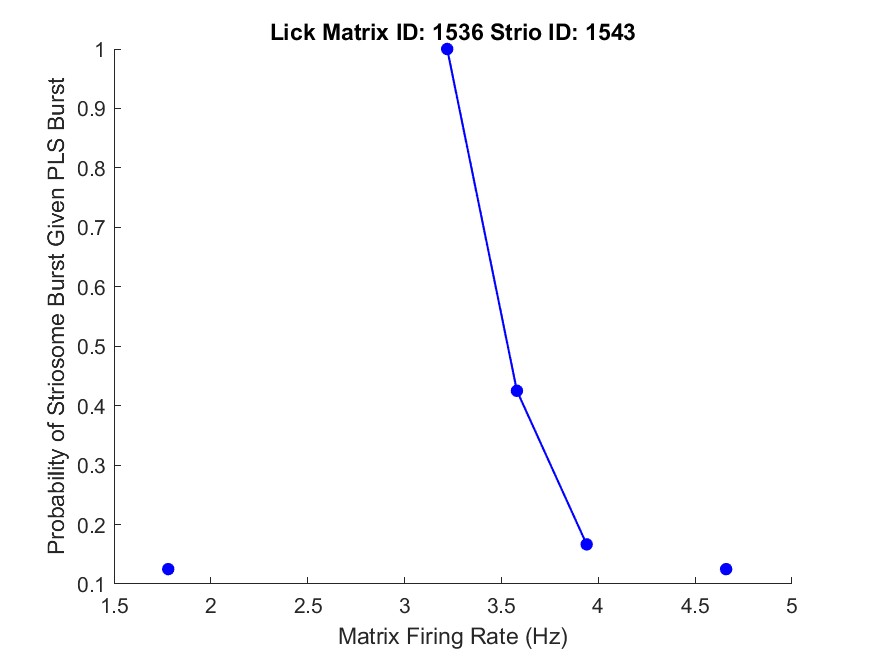 Lick Matrix ID: 1536 Strio ID: 1543
Probability of Striosome Burst Given PLS Burst
1
0.9
0.8
0.7
0.6
0.5
0.4
0.3
0.2
0.1
1.5 2 2.5 3 3.5 4 4.5 5
Matrix Firing Rate (Hz)